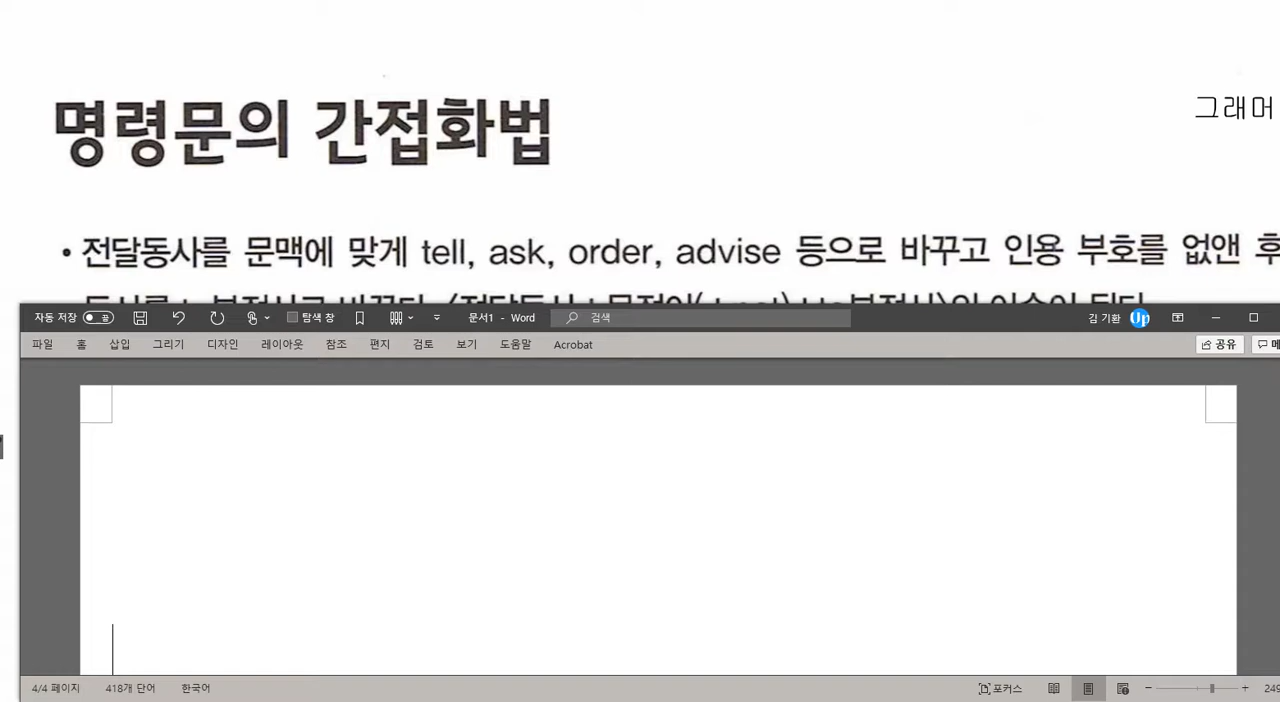 명령문의 간접화법
그래머
• 전달동사를 문맥에 맞게 tell, ask, order, advise 등으로 바꾸고 인용 부호를 없앤 후
자동 저장 끔 탐색 창 문서1 - Word 검색 김 기환 Up
파일 홈 삽입 그리기 디자인 레이아웃 참조 편지 검토 보기 도움말 Acrobat 공유 메
4/4 페이지 418개 단어 한국어 포커스 249